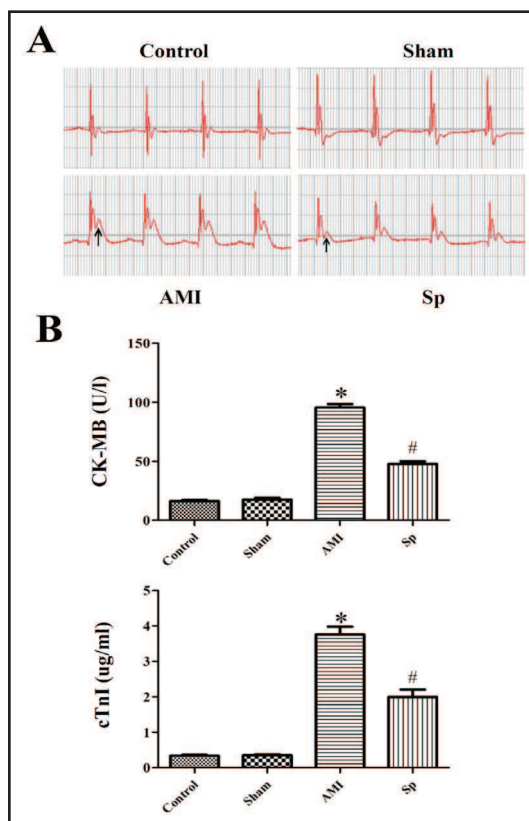 A
Control Sham
AMI Sp
B
CK-MB (U/l)
150
100
50
0
*
#
Control Sham AMI Sp
cTnI (ug/ml)
5
4
3
2
1
0
*
#
Control Sham AMI Sp